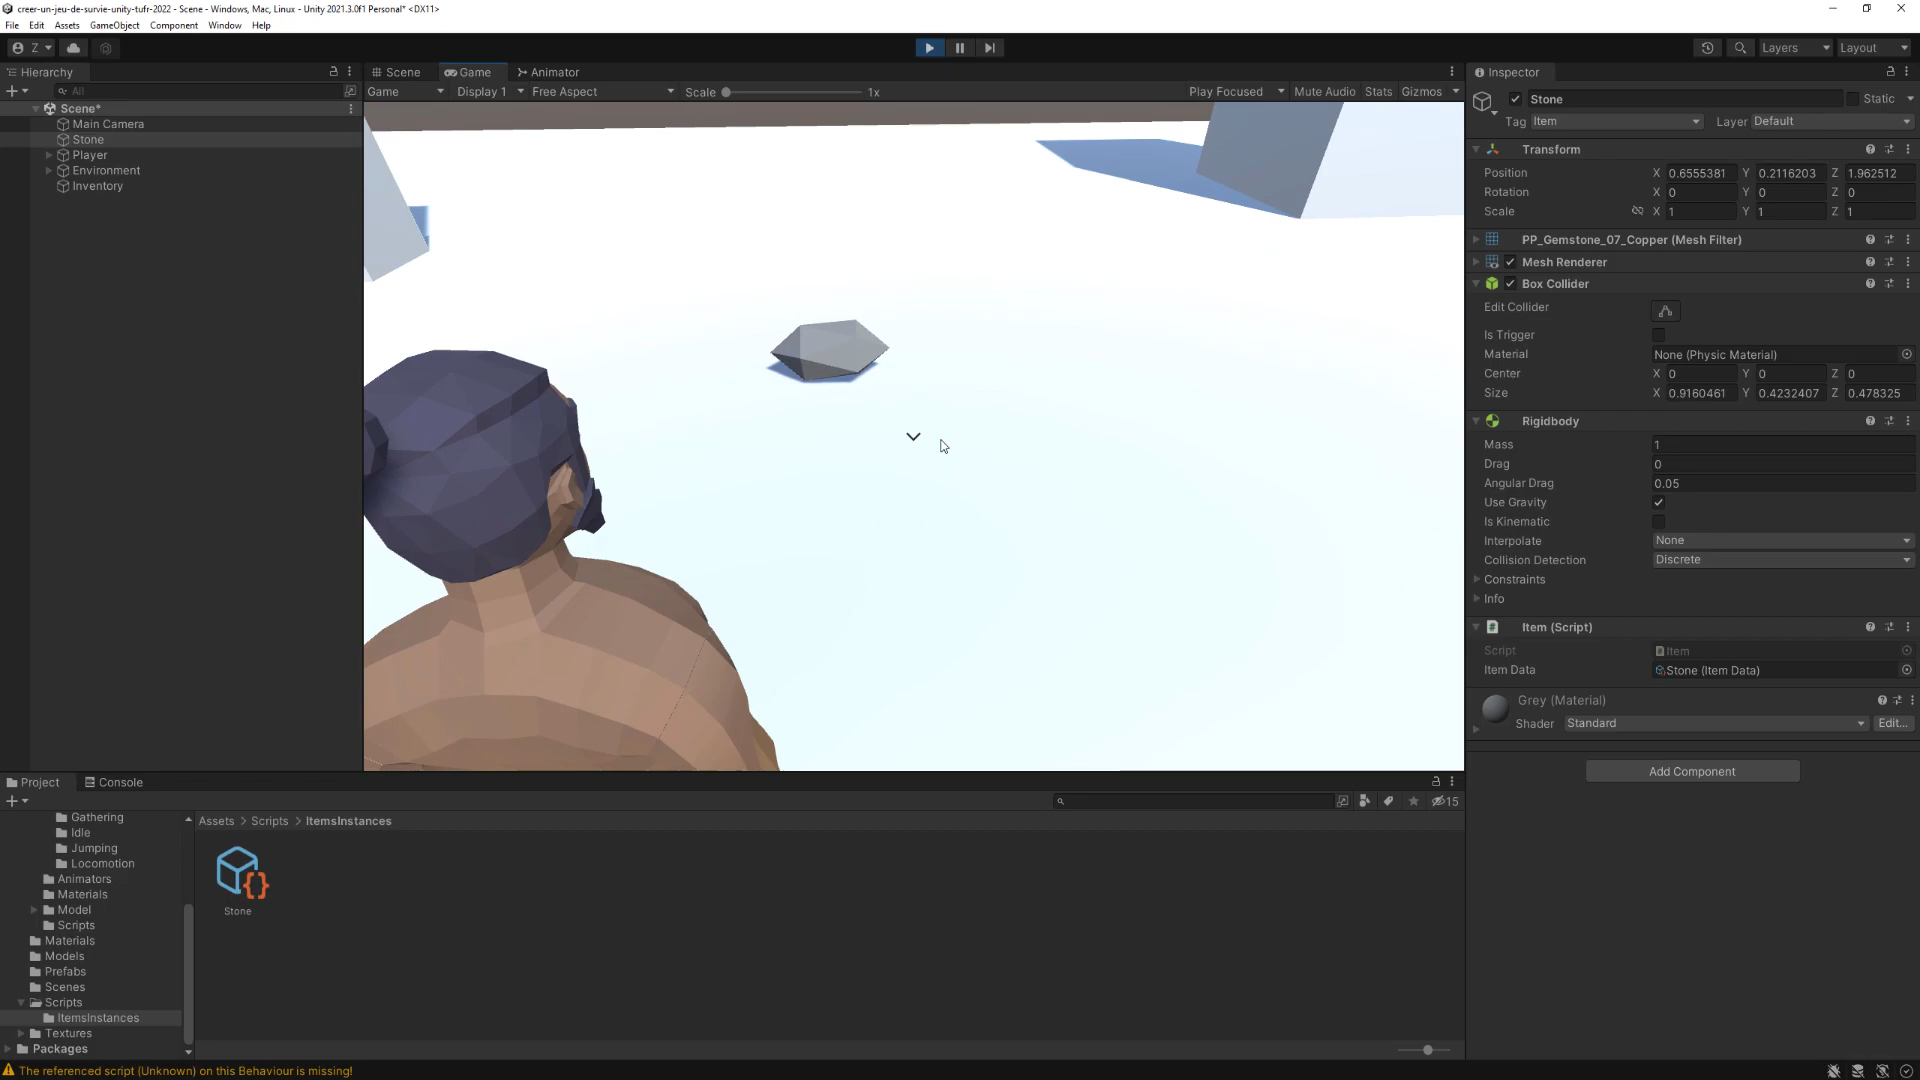 creer-un-jeu-de-survie-unity-tufr-2022 - Scene - Windows, Mac, Linux - Unity 2021.3.0f1 Personal* <DX11>
File Edit Assets GameObject Component Window Help
Z Layers Layout
Hierarchy
All
Scene*
Main Camera
Stone
Player
Environment
Inventory
Scene Game Animator
Game Display 1 Free Aspect Scale 1x Play Focused Mute Audio Stats Gizmos
Inspector
Stone Static
Tag Item Layer Default
Transform
Position X 0.6555381 Y 0.2116203 Z 1.962512
Rotation X 0 Y 0 Z 0
Scale X 1 Y 1 Z 1
PP_Gemstone_07_Copper (Mesh Filter)
Mesh Renderer
Box Collider
Edit Collider
Is Trigger
Material None (Physic Material)
Center X 0 Y 0 Z 0
Size X 0.9160461 Y 0.4232407 Z 0.478325
Rigidbody
Mass 1
Drag 0
Angular Drag 0.05
Use Gravity
Is Kinematic
Interpolate None
Collision Detection Discrete
Constraints
Info
Item (Script)
Script Item
Item Data Stone (Item Data)
Grey (Material)
Shader Standard Edit...
Add Component
Project Console
15
Gathering
Idle
Jumping
Locomotion
Animators
Materials
Model
Scripts
Materials
Models
Prefabs
Scenes
Scripts
ItemsInstances
Textures
Packages
Assets > Scripts > ItemsInstances
Stone
The referenced script (Unknown) on this Behaviour is missing!